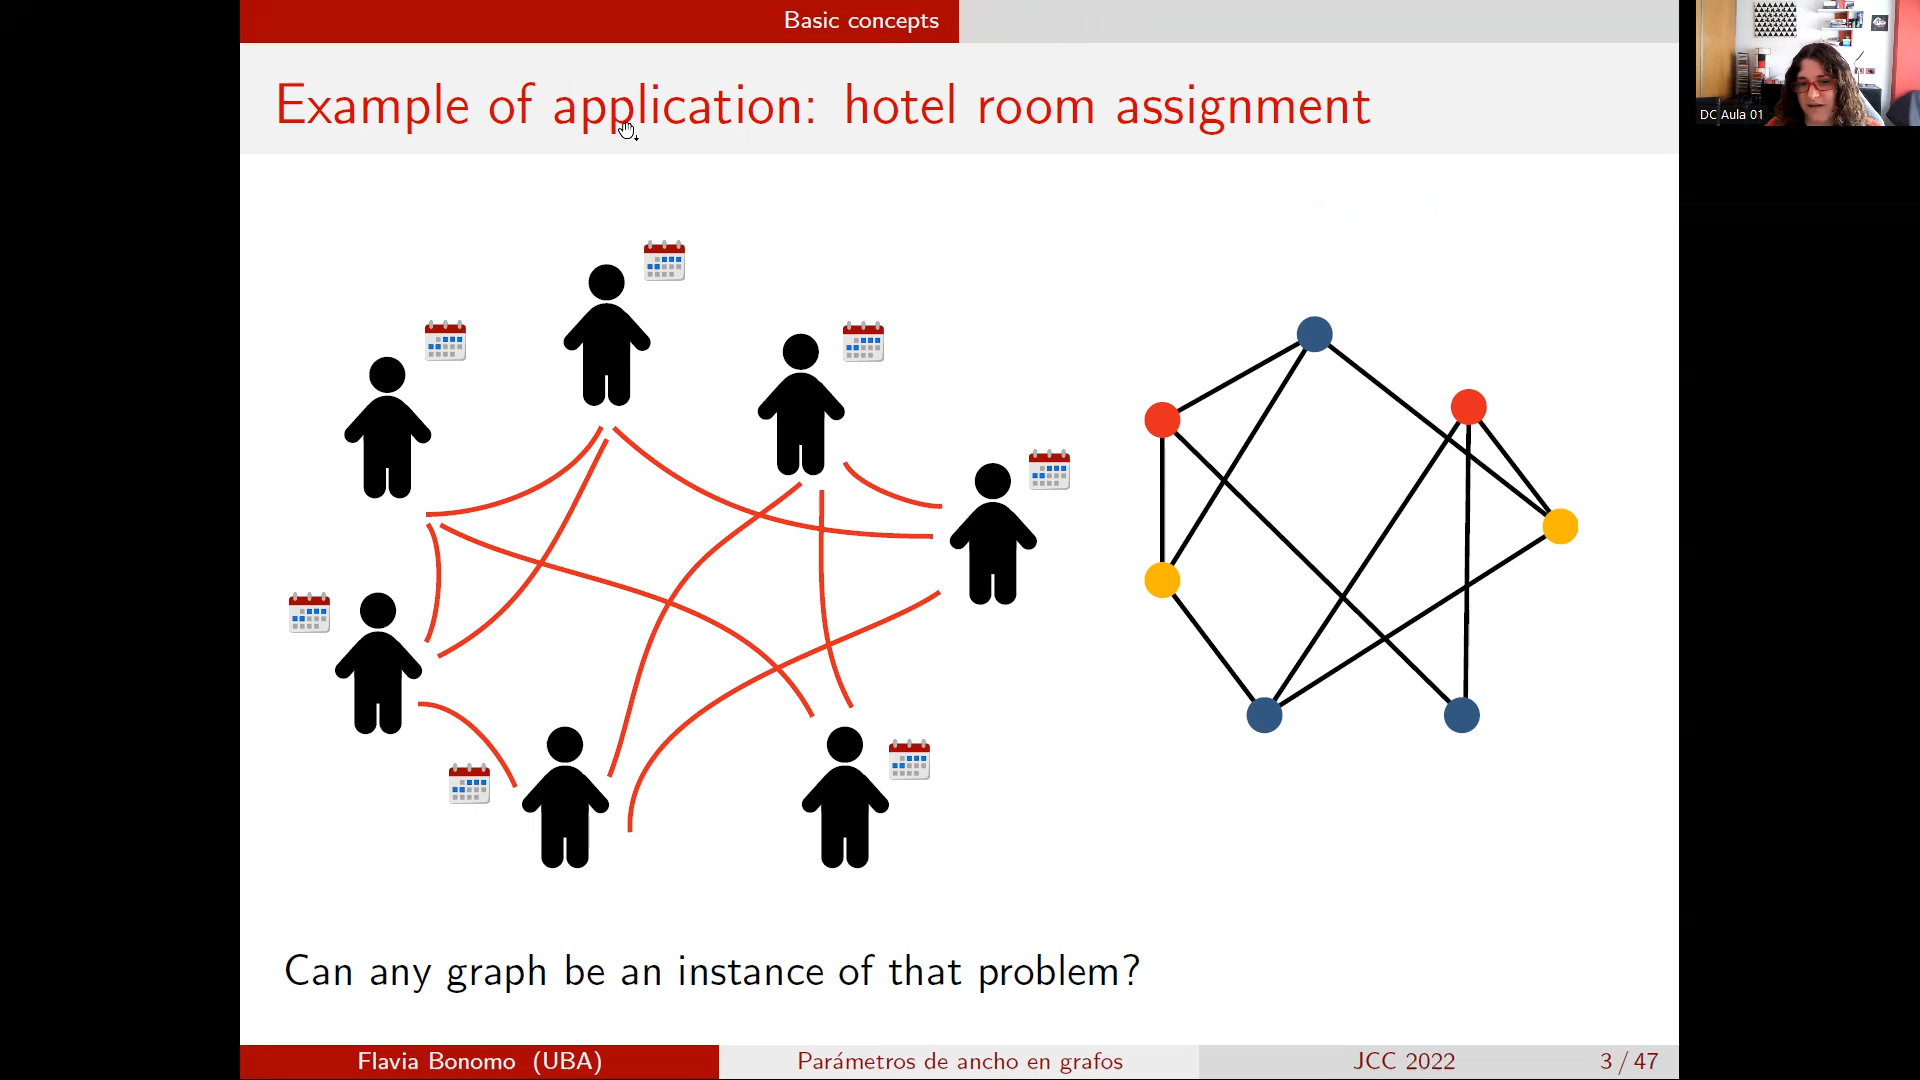 Basic concepts
Example of application: hotel room assignment
DC Aula 01
Can any graph be an instance of that problem?
Flavia Bonomo (UBA)
Parámetros de ancho en grafos
JCC 2022
3 / 47